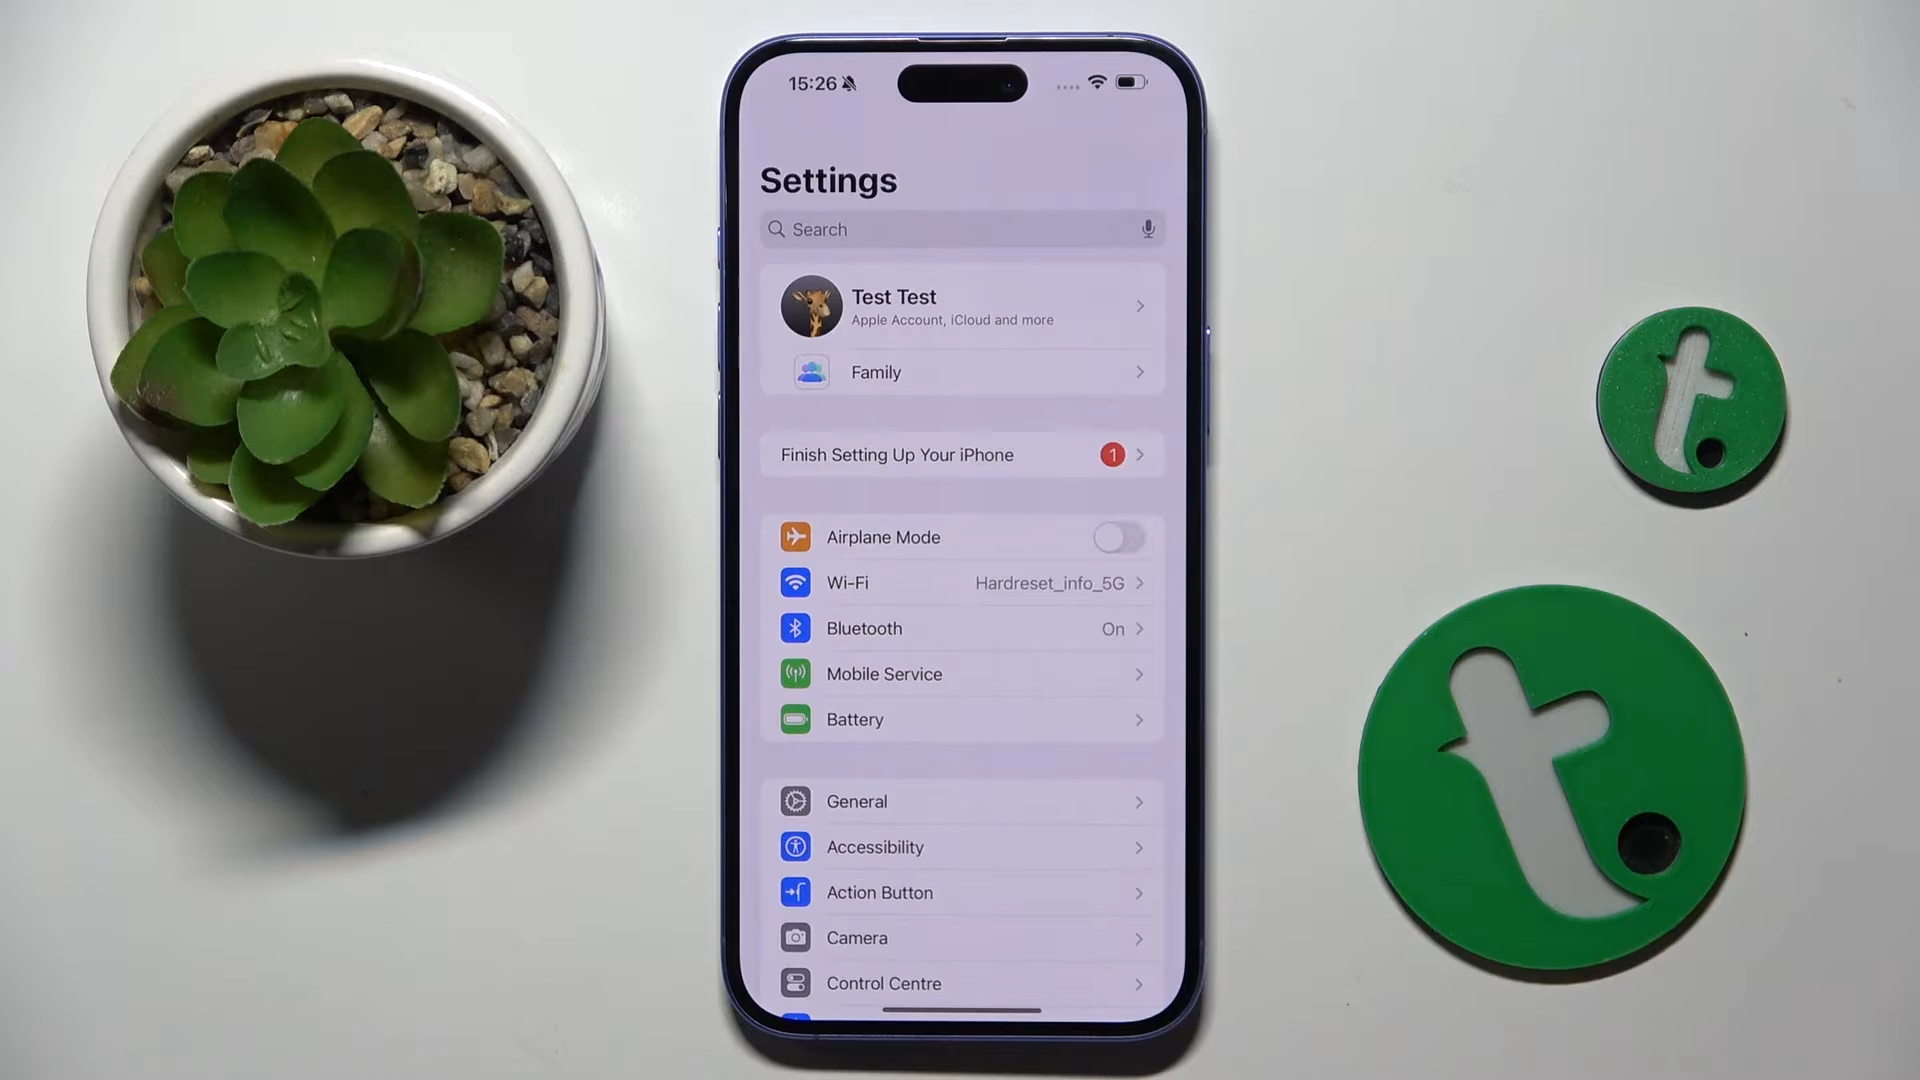 15:26
Settings
Search
Test Test
Apple Account, iCloud and more
Family
Finish Setting Up Your iPhone 1
Airplane Mode
Wi-Fi Hardreset_info_5G
Bluetooth On
Mobile Service
Battery
General
Accessibility
Action Button
Camera
Control Centre
t.
t.